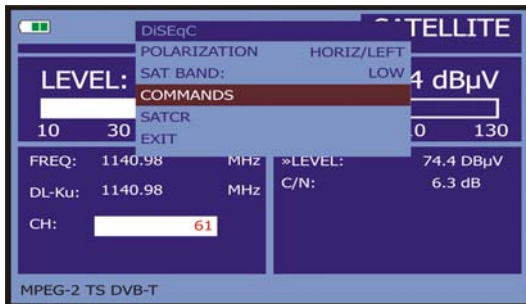 DiSEqC
TELLITE
POLARIZATION HORIZ/LEFT
SAT BAND: LOW
LEVEL: 4 dBµV
COMMANDS
SATCR
10 30 0 130
EXIT
FREQ: 1140.98 MHz
DL-Ku: 1140.98 MHz
CH: 61
»LEVEL: 74.4 DBµV
C/N: 6.3 dB
MPEG-2 TS DVB-T